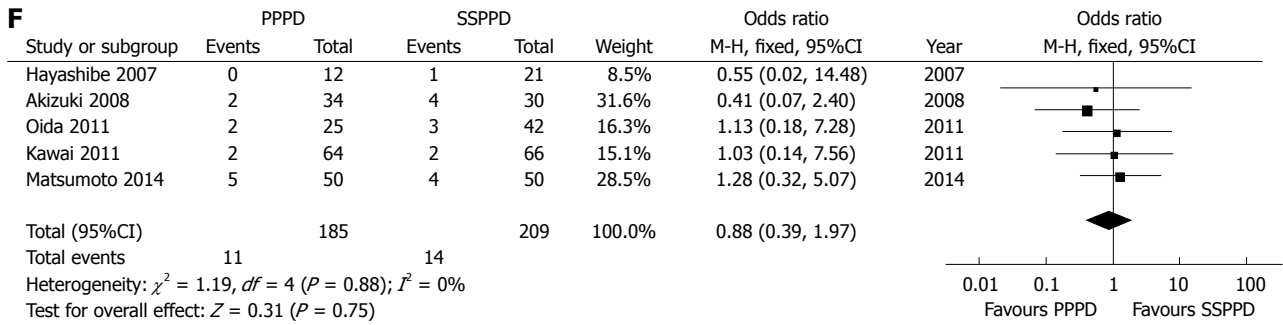 F
PPPD SSPPD Odds ratio Odds ratio
Study or subgroup Events Total Events Total Weight M-H, fixed, 95%CI Year M-H, fixed, 95%CI
Hayashibe 2007 0 12 1 21 8.5% 0.55 (0.02, 14.48) 2007
Akizuki 2008 2 34 4 30 31.6% 0.41 (0.07, 2.40) 2008
Oida 2011 2 25 3 42 16.3% 1.13 (0.18, 7.28) 2011
Kawai 2011 2 64 2 66 15.1% 1.03 (0.14, 7.56) 2011
Matsumoto 2014 5 50 4 50 28.5% 1.28 (0.32, 5.07) 2014
Total (95%CI) 185 209 100.0% 0.88 (0.39, 1.97)
Total events 11 14
Heterogeneity: χ² = 1.19, df = 4 (P = 0.88); I² = 0%
Test for overall effect: Z = 0.31 (P = 0.75)
0.01 0.1 1 10 100
Favours PPPD Favours SSPPD